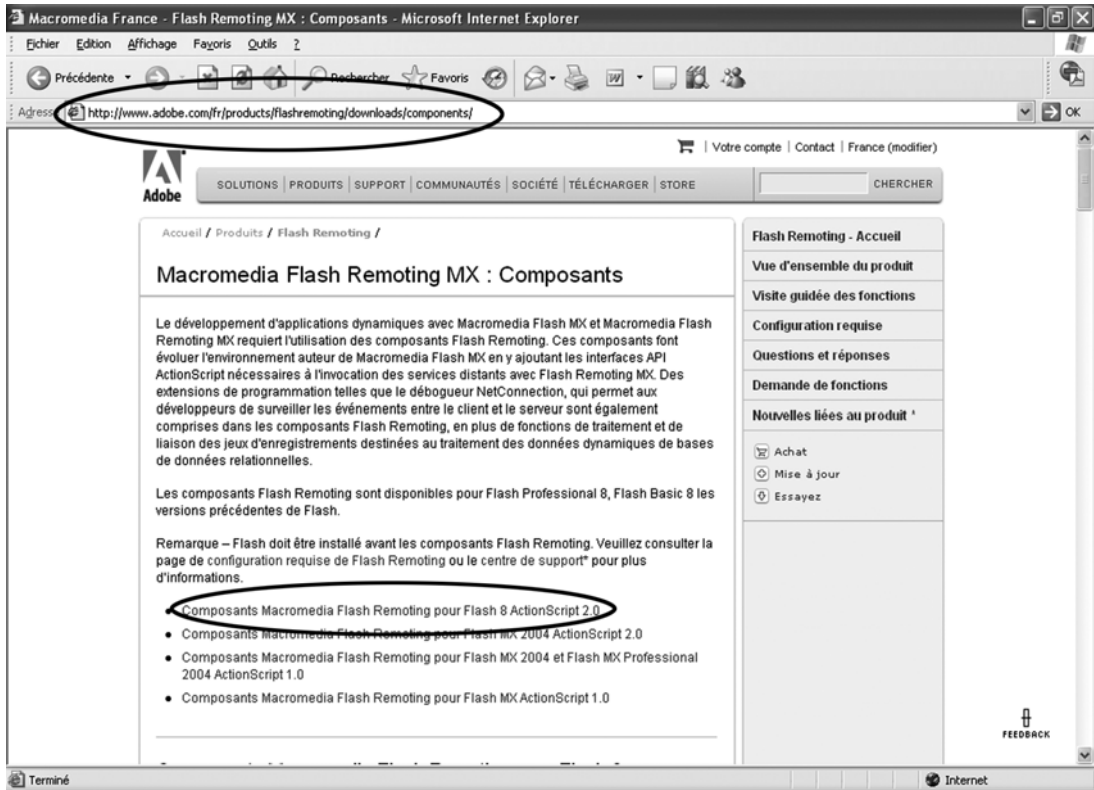 Macromedia France - Flash Remoting MX : Composants - Microsoft Internet Explorer
Fichier Edition Affichage Favoris Outils ?
Précédente Rechercher Favoris
Adresse http://www.adobe.com/fr/products/flashremoting/downloads/components/ OK
Votre compte | Contact | France (modifier)
Adobe
SOLUTIONS | PRODUITS | SUPPORT | COMMUNAUTÉS | SOCIÉTÉ | TÉLÉCHARGER | STORE
CHERCHER
Accueil / Produits / Flash Remoting /
Macromedia Flash Remoting MX : Composants
Le développement d'applications dynamiques avec Macromedia Flash MX et Macromedia Flash
Remoting MX requiert l'utilisation des composants Flash Remoting. Ces composants font
évoluer l'environnement auteur de Macromedia Flash MX en y ajoutant les interfaces API
ActionScript nécessaires à l'invocation des services distants avec Flash Remoting MX. Des
extensions de programmation telles que le débogueur NetConnection, qui permet aux
développeurs de surveiller les événements entre le client et le serveur sont également
comprises dans les composants Flash Remoting, en plus de fonctions de traitement et de
liaison des jeux d'enregistrements destinées au traitement des données dynamiques de bases
de données relationnelles.
Les composants Flash Remoting sont disponibles pour Flash Professional 8, Flash Basic 8 les
versions précédentes de Flash.
Remarque – Flash doit être installé avant les composants Flash Remoting. Veuillez consulter la
page de configuration requise de Flash Remoting ou le centre de support* pour plus
d'informations.
• Composants Macromedia Flash Remoting pour Flash 8 ActionScript 2.0
• Composants Macromedia Flash Remoting pour Flash MX 2004 ActionScript 2.0
• Composants Macromedia Flash Remoting pour Flash MX 2004 et Flash MX Professional
2004 ActionScript 1.0
• Composants Macromedia Flash Remoting pour Flash MX ActionScript 1.0
Flash Remoting - Accueil
Vue d'ensemble du produit
Visite guidée des fonctions
Configuration requise
Questions et réponses
Demande de fonctions
Nouvelles liées au produit *
Achat
Mise à jour
Essayez
FEEDBACK
Terminé
Internet